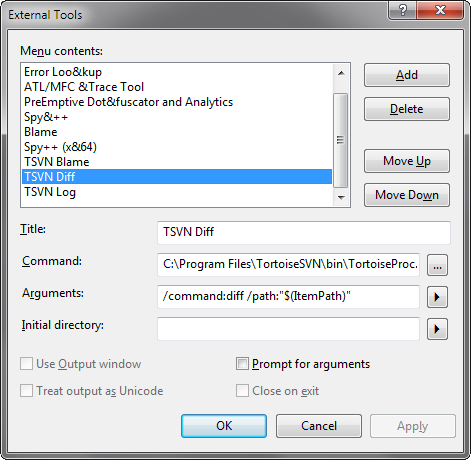 External Tools
Menu contents:
Error Loo&kup
ATL/MFC &Trace Tool
PreEmptive Dot&fuscator and Analytics
Spy&++
Blame
Spy++ (x&64)
TSVN Blame
TSVN Diff
TSVN Log
Add
Delete
Move Up
Move Down
Title:
TSVN Diff
Command:
C:\Program Files\TortoiseSVN\bin\TortoiseProc.
...
Arguments:
/command:diff /path:"$(ItemPath)"
Initial directory:
Use Output window
Prompt for arguments
Treat output as Unicode
Close on exit
OK
Cancel
Apply